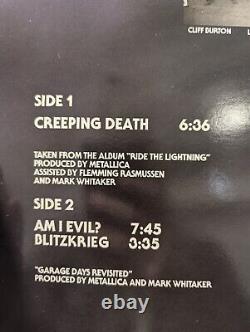 CLIFF BURTON
SIDE 1
CREEPING DEATH 6:36
TAKEN FROM THE ALBUM "RIDE THE LIGHTNING"
PRODUCED BY METALLICA
ASSISTED BY FLEMMING RASMUSSEN
AND MARK WHITAKER
SIDE 2
AM I EVIL? 7:45
BLITZKRIEG 3:35
"GARAGE DAYS REVISITED"
PRODUCED BY METALLICA AND MARK WHITAKER